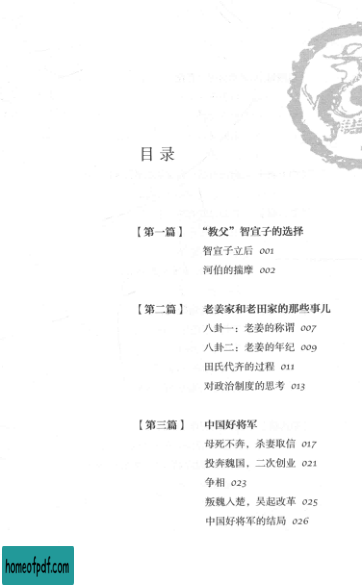 目录
【第一篇】 “教父”智宣子的选择
智宣子立后 001
河伯的揣摩 002
【第二篇】 老姜家和老田家的那些事儿
八卦一：老姜的称谓 007
八卦二：老姜的年纪 009
田氏代齐的过程 011
对政治制度的思考 013
【第三篇】 中国好将军
母死不奔，杀妻取信 017
投奔魏国，二次创业 021
争相 023
叛魏入楚，吴起改革 025
中国好将军的结局 026
homeofpdf.com